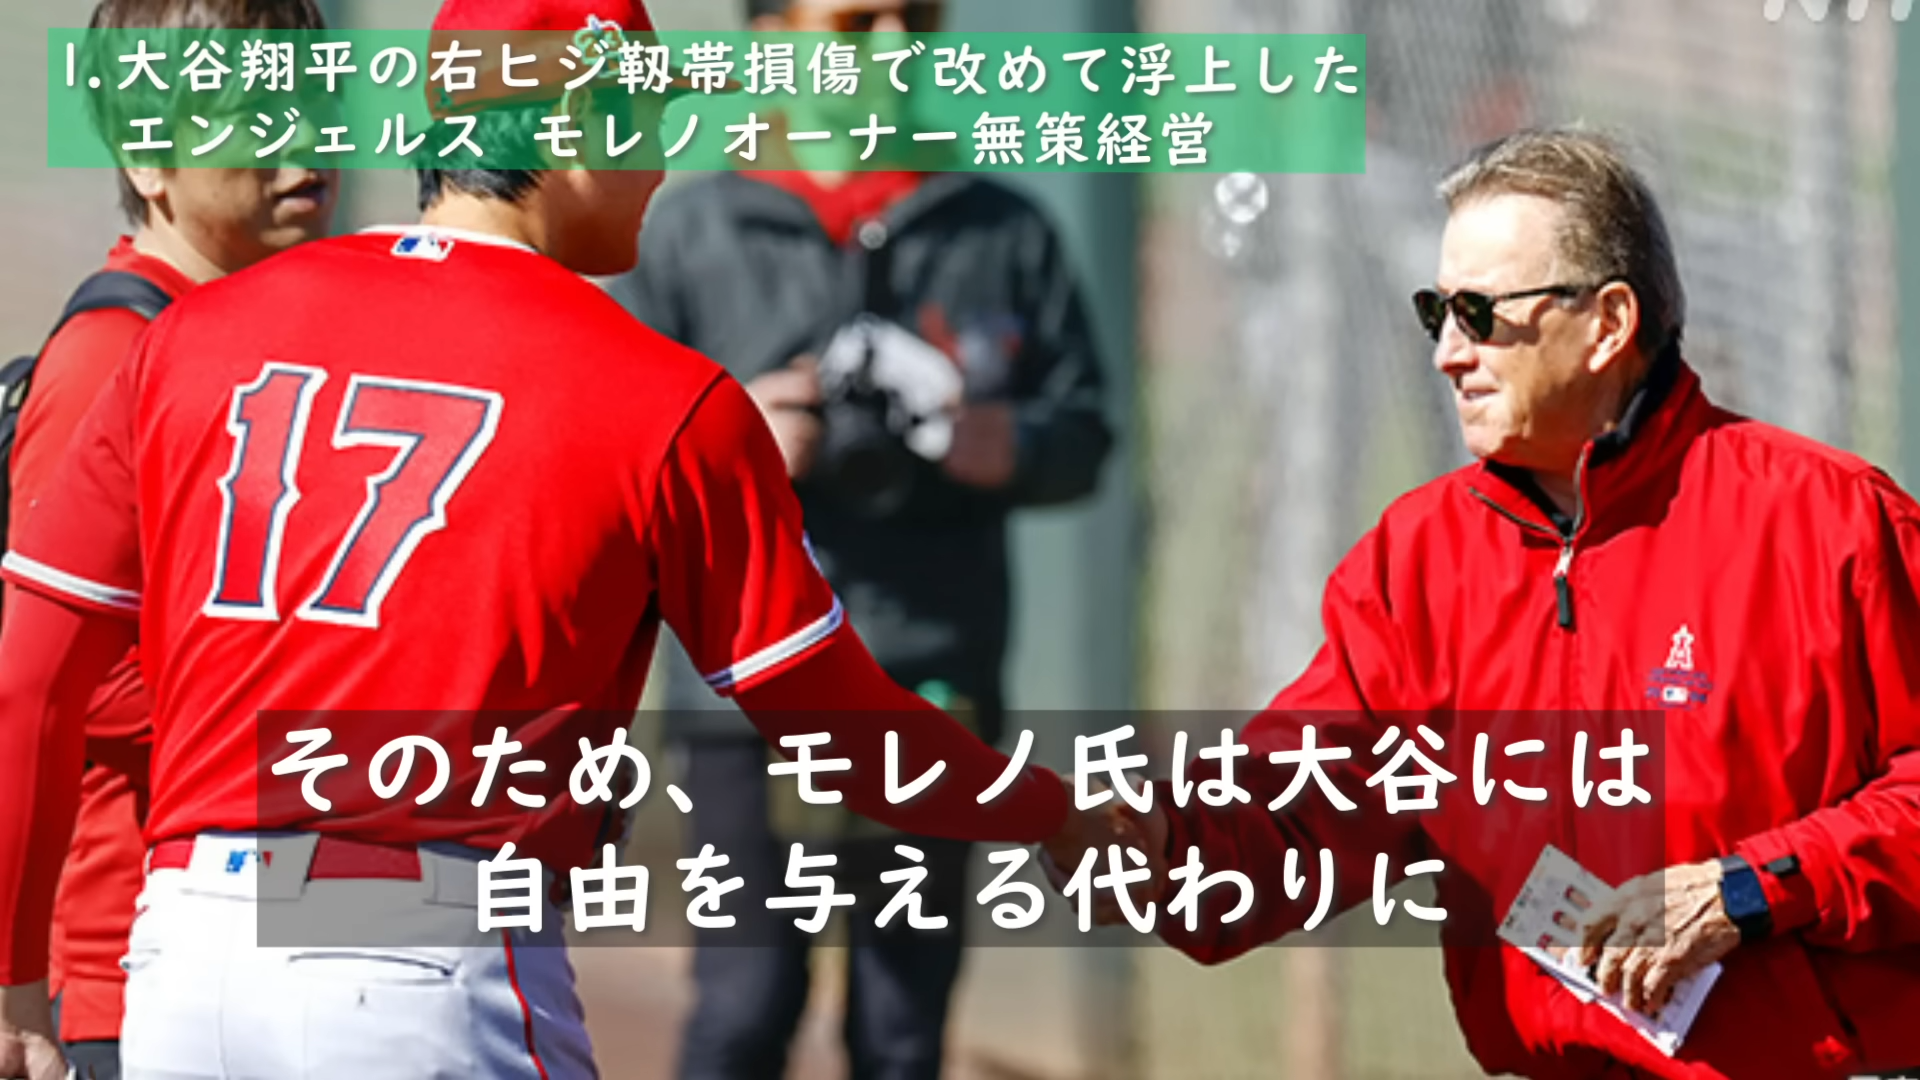 1.大谷翔平の右ヒジ靱帯損傷で改めて浮上した
エンジェルス モレノオーナー無策経営
17
そのため、モレノ氏は大谷には
自由を与える代わりに